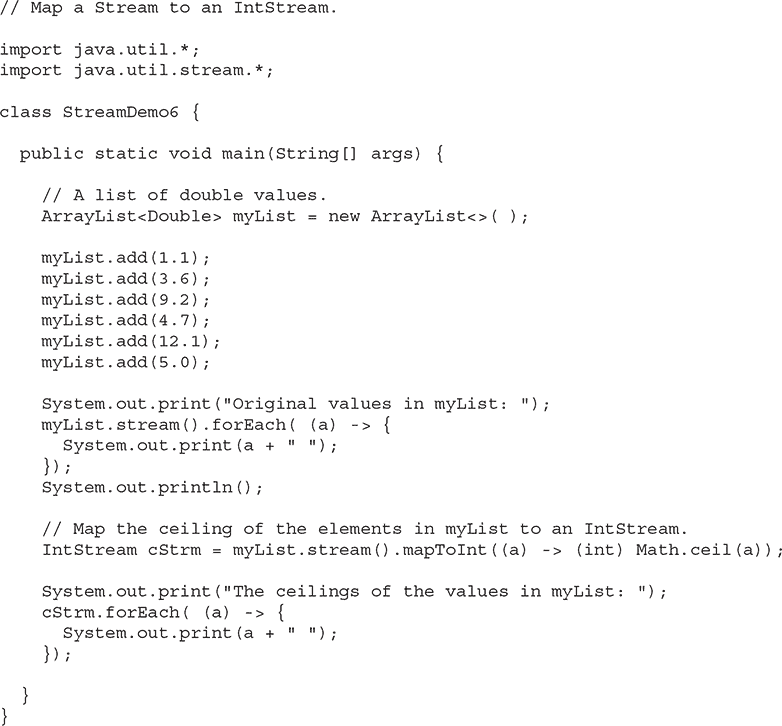 // Map a Stream to an IntStream.

import java.util.*;
import java.util.stream.*;

class StreamDemo6 {

  public static void main(String[] args) {

    // A list of double values.
    ArrayList<Double> myList = new ArrayList<>( );

    myList.add(1.1);
    myList.add(3.6);
    myList.add(9.2);
    myList.add(4.7);
    myList.add(12.1);
    myList.add(5.0);

    System.out.print("Original values in myList: ");
    myList.stream().forEach( (a) -> {
      System.out.print(a + " ");
    });
    System.out.println();

    // Map the ceiling of the elements in myList to an IntStream.
    IntStream cStrm = myList.stream().mapToInt((a) -> (int) Math.ceil(a));

    System.out.print("The ceilings of the values in myList: ");
    cStrm.forEach( (a) -> {
      System.out.print(a + " ");
    });

  }
}